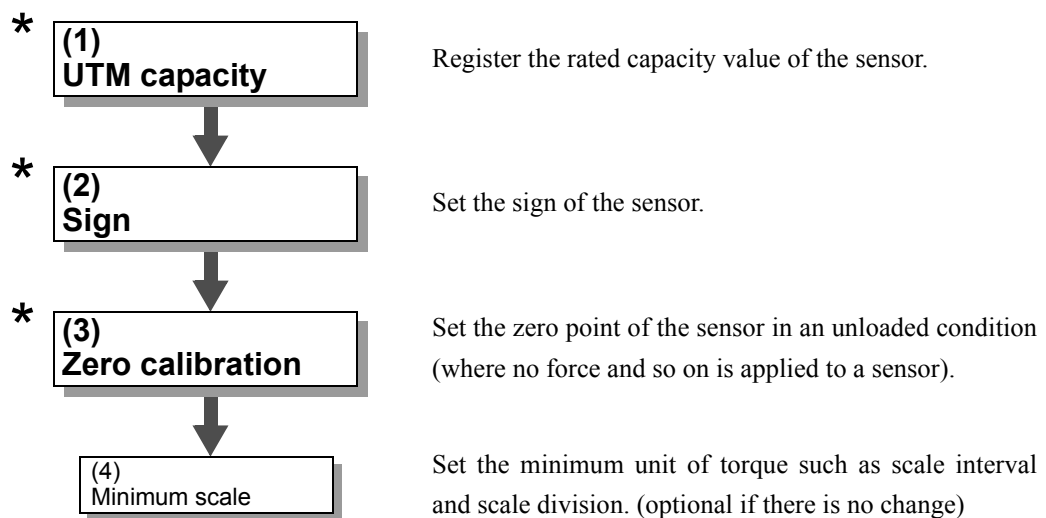 *
(1)
UTM capacity
Register the rated capacity value of the sensor.
*
(2)
Sign
Set the sign of the sensor.
*
(3)
Zero calibration
Set the zero point of the sensor in an unloaded condition
(where no force and so on is applied to a sensor).
(4)
Minimum scale
Set the minimum unit of torque such as scale interval
and scale division. (optional if there is no change)